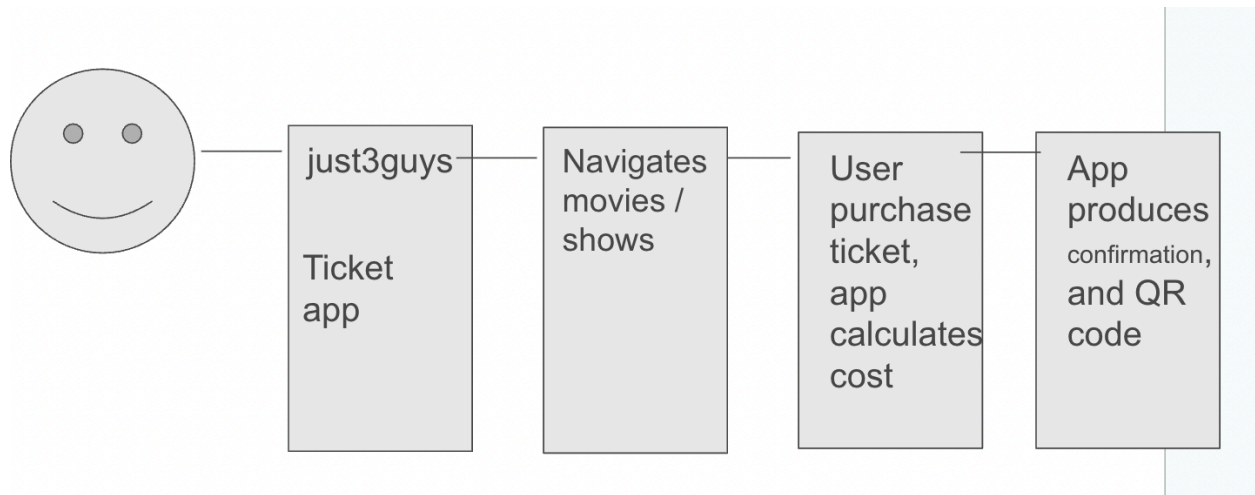 just3guys
Ticket
app
Navigates
movies /
shows
User
purchase
ticket,
app
calculates
cost
App
produces
confirmation,
and QR
code